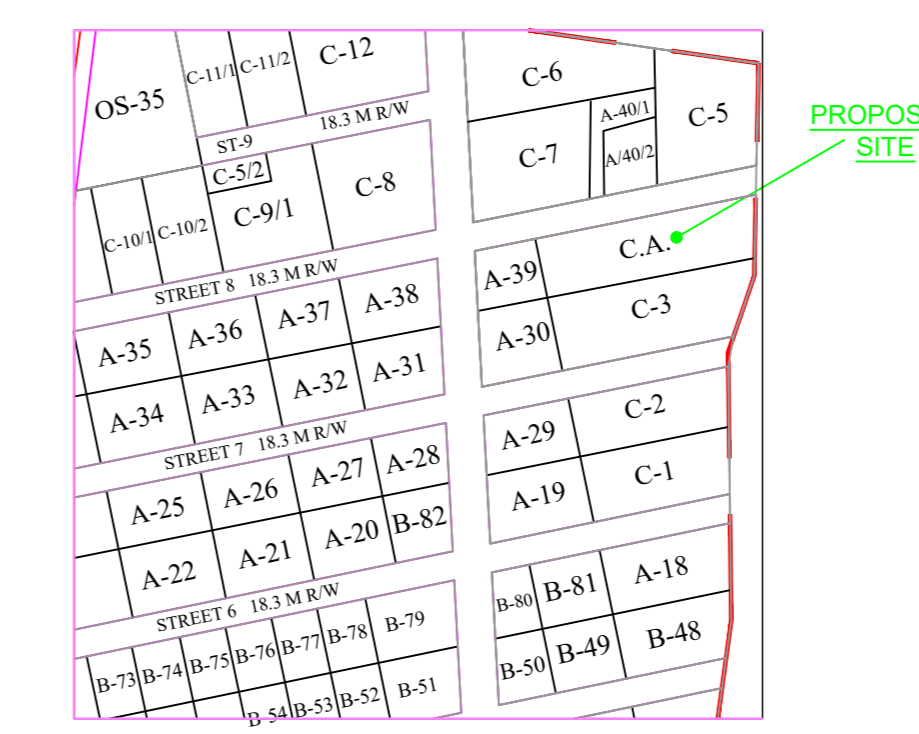 C-11/1
C-11/2
C-12
C-6
OS-35
A-40/1
C-5
PROPOS
SITE
18.3 M R/W
ST-9
C-7
A/40/2
C-5/2
C-8
C-9/1
C-10/1
C-10/2
C.A.
A-39
STREET 8 18.3 M R/W
C-3
A-38
A-37
A-36
A-35
A-30
A-31
A-32
A-33
A-34
C-2
A-29
STREET 7 18.3 M R/W
A-28
A-27
A-26
A-25
C-1
A-19
B-82
A-20
A-21
A-22
A-18
B-81
B-80
STREET 6 18.3 M R/W
B-79
B-78
B-77
B-76
B-75
B-74
B-73
B-48
B-49
B-50
B-51
B-52
B-53
B-54